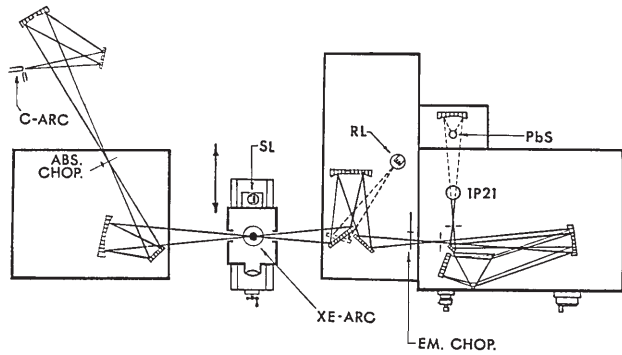 C-ARC
ABS.
CHOP.
SL
XE-ARC
RL
PbS
1P21
EM. CHOP.